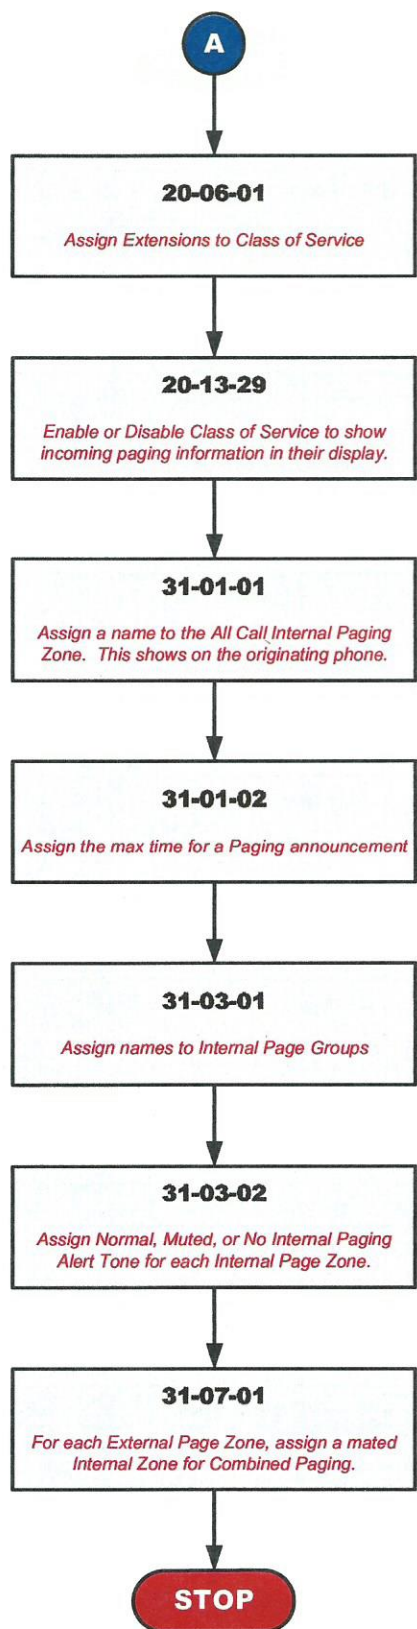 A
20-06-01
Assign Extensions to Class of Service
20-13-29
Enable or Disable Class of Service to show
incoming paging information in their display.
31-01-01
Assign a name to the All Call Internal Paging
Zone. This shows on the originating phone.
31-01-02
Assign the max time for a Paging announcement
31-03-01
Assign names to Internal Page Groups
31-03-02
Assign Normal, Muted, or No Internal Paging
Alert Tone for each Internal Page Zone.
31-07-01
For each External Page Zone, assign a mated
Internal Zone for Combined Paging.
STOP